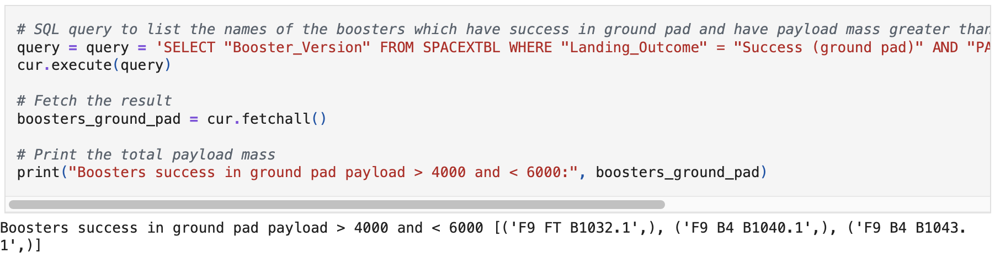 # SQL query to list the names of the boosters which have success in ground pad and have payload mass greater than
query = query = 'SELECT "Booster_Version" FROM SPACEXTBL WHERE "Landing_Outcome" = "Success (ground pad)" AND "PA
cur.execute(query)
# Fetch the result
boosters_ground_pad = cur.fetchall()
# Print the total payload mass
print("Boosters success in ground pad payload > 4000 and < 6000:", boosters_ground_pad)
Boosters success in ground pad payload > 4000 and < 6000 [('F9 FT B1032.1',), ('F9 B4 B1040.1',), ('F9 B4 B1043.
1',)]